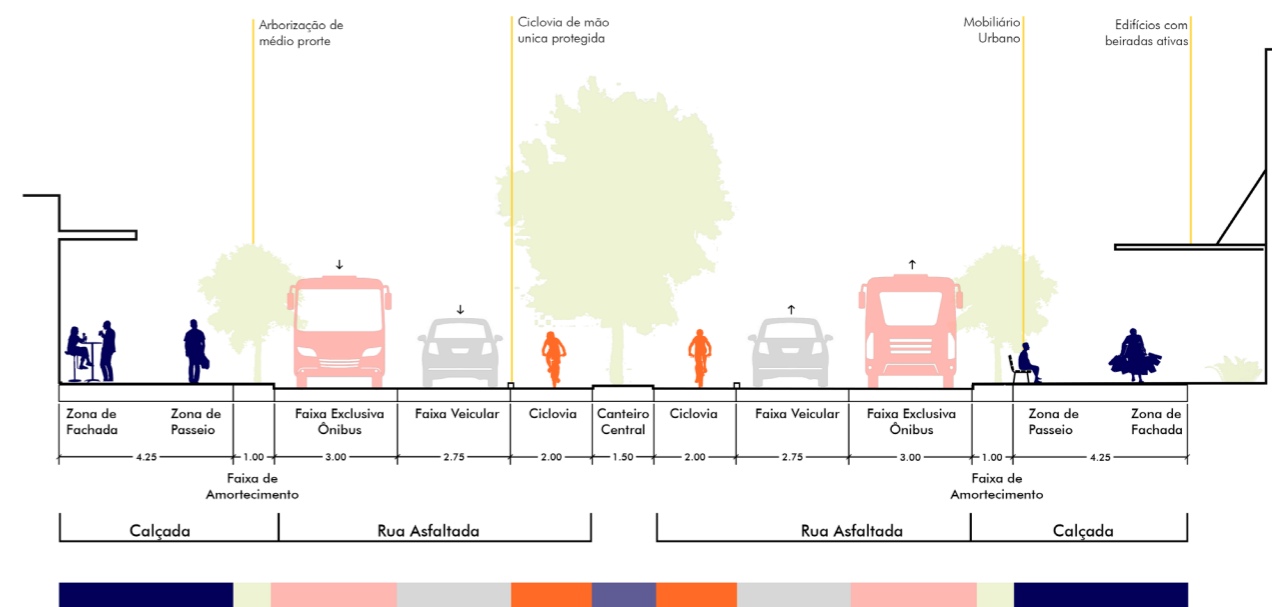 Arborização de
médio prorte
Ciclovia de mão
unica protegida
Mobiliário
Urbano
Edifícios com
beiradas ativas
↓
↓
↑
↑
Zona de
Fachada
Zona de
Passeio
Faixa Exclusiva
Ônibus
Faixa Veicular
Ciclovia
Canteiro
Central
Ciclovia
Faixa Veicular
Faixa Exclusiva
Ônibus
Zona de
Passeio
Zona de
Fachada
4.25 1.00 3.00 2.75 2.00 1.50 2.00 2.75 3.00 1.00 4.25
Faixa de
Amortecimento
Faixa de
Amortecimento
Calçada Rua Asfaltada Rua Asfaltada Calçada